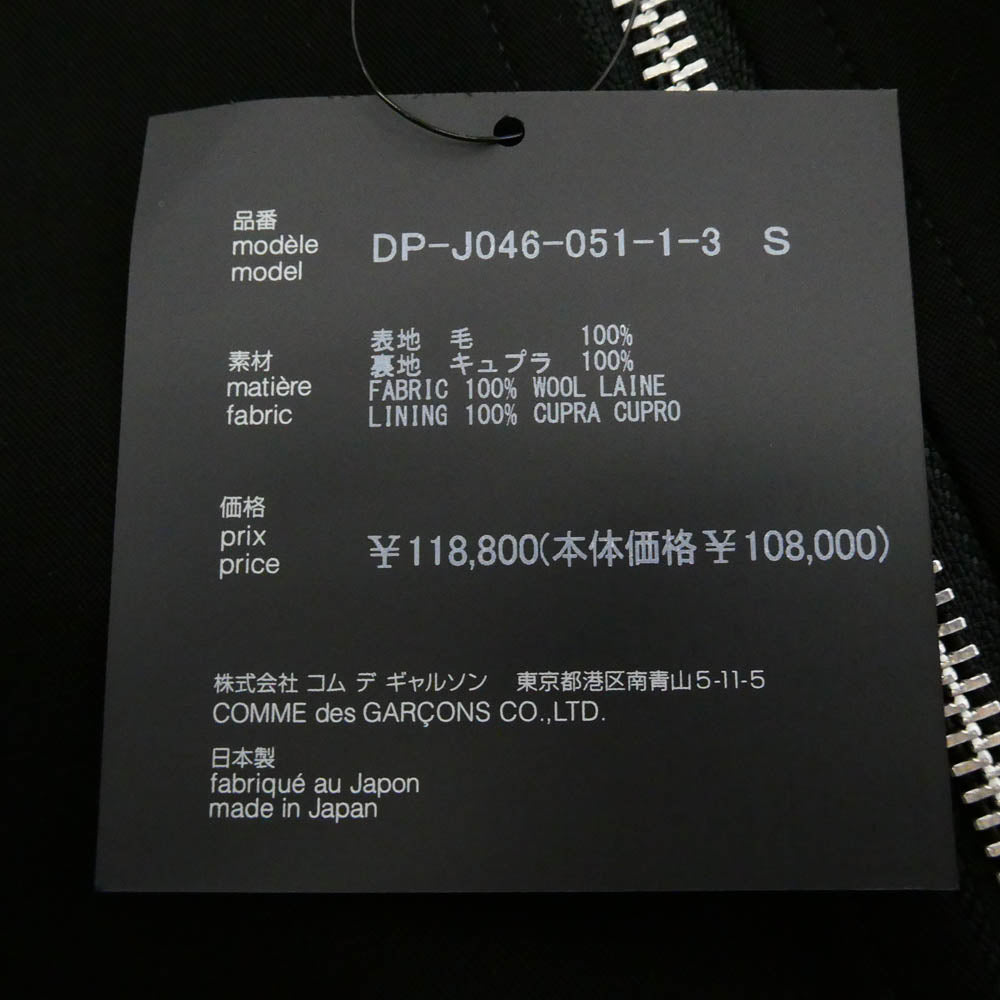 品番
modèle
model
DP-J046-051-1-3 S
素材
matière
fabric
表地 毛 100%
裏地 キュプラ 100%
FABRIC 100% WOOL LAINE
LINING 100% CUPRA CUPRO
価格
prix
price
¥118,800(本体価格¥108,000)
株式会社 コム デ ギャルソン 東京都港区南青山5-11-5
COMME des GARÇONS CO.,LTD.
日本製
fabriqué au Japon
made in Japan